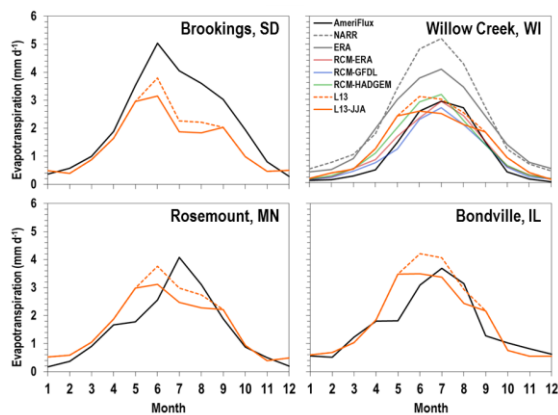 Brookings, SD
6
5
4
3
2
1
0
Evapotranspiration (mm d⁻¹)
Willow Creek, WI
AmeriFlux
NARR
ERA
RCM-ERA
RCM-GFDL
RCM-HADGEM
L13
L13-JJA
Rosemount, MN
6
5
4
3
2
1
0
Evapotranspiration (mm d⁻¹)
1 2 3 4 5 6 7 8 9 10 11 12
Month
Bondville, IL
1 2 3 4 5 6 7 8 9 10 11 12
Month